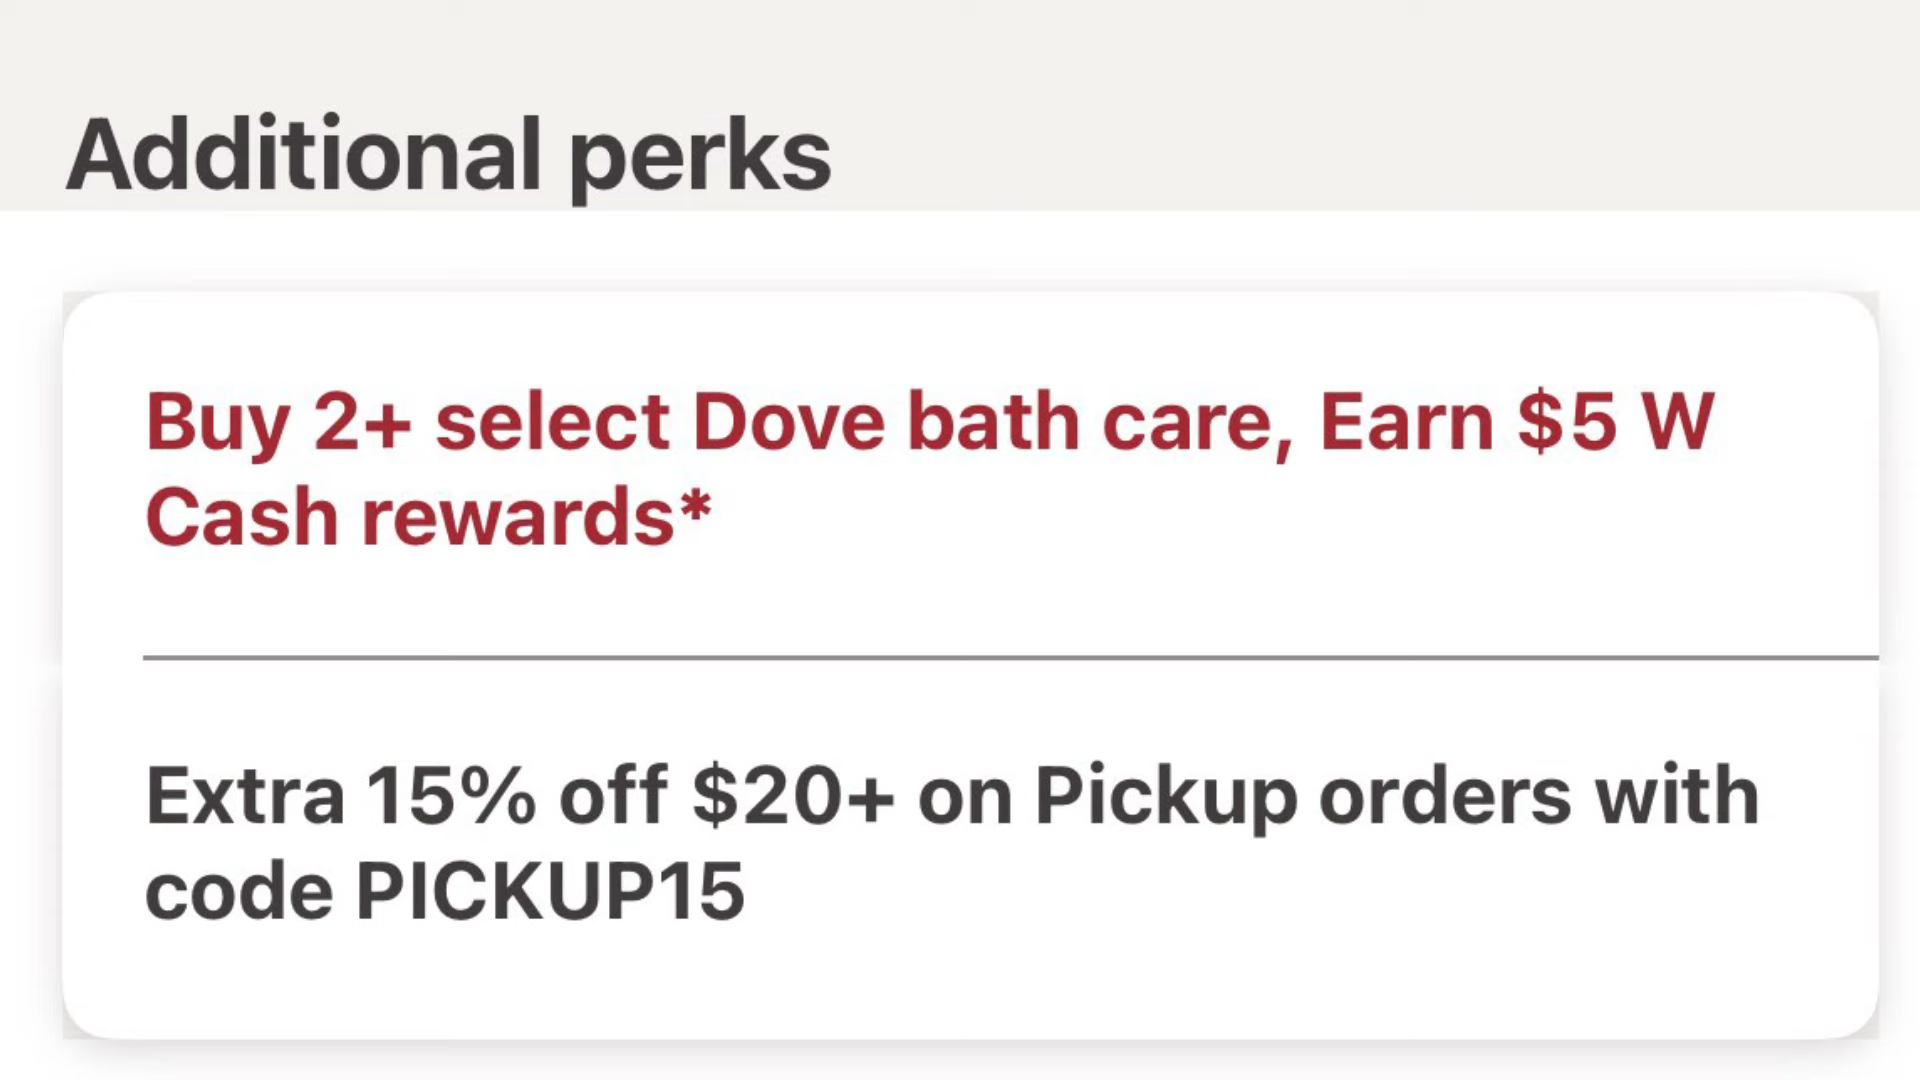 Additional perks
Buy 2+ select Dove bath care, Earn $5 W
Cash rewards*
Extra 15% off $20+ on Pickup orders with
code PICKUP15